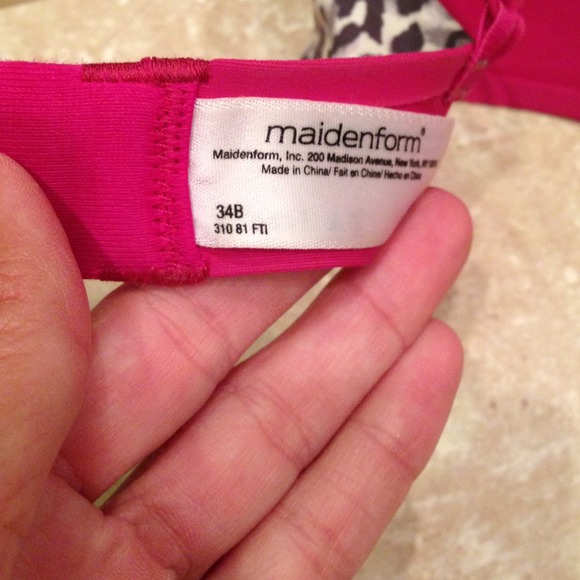 maidenform®
Maidenform, Inc. 200 Madison Avenue, New York, NY
Made in China/ Fait en Chine/ Hecho en China
34B
310 81 FTI